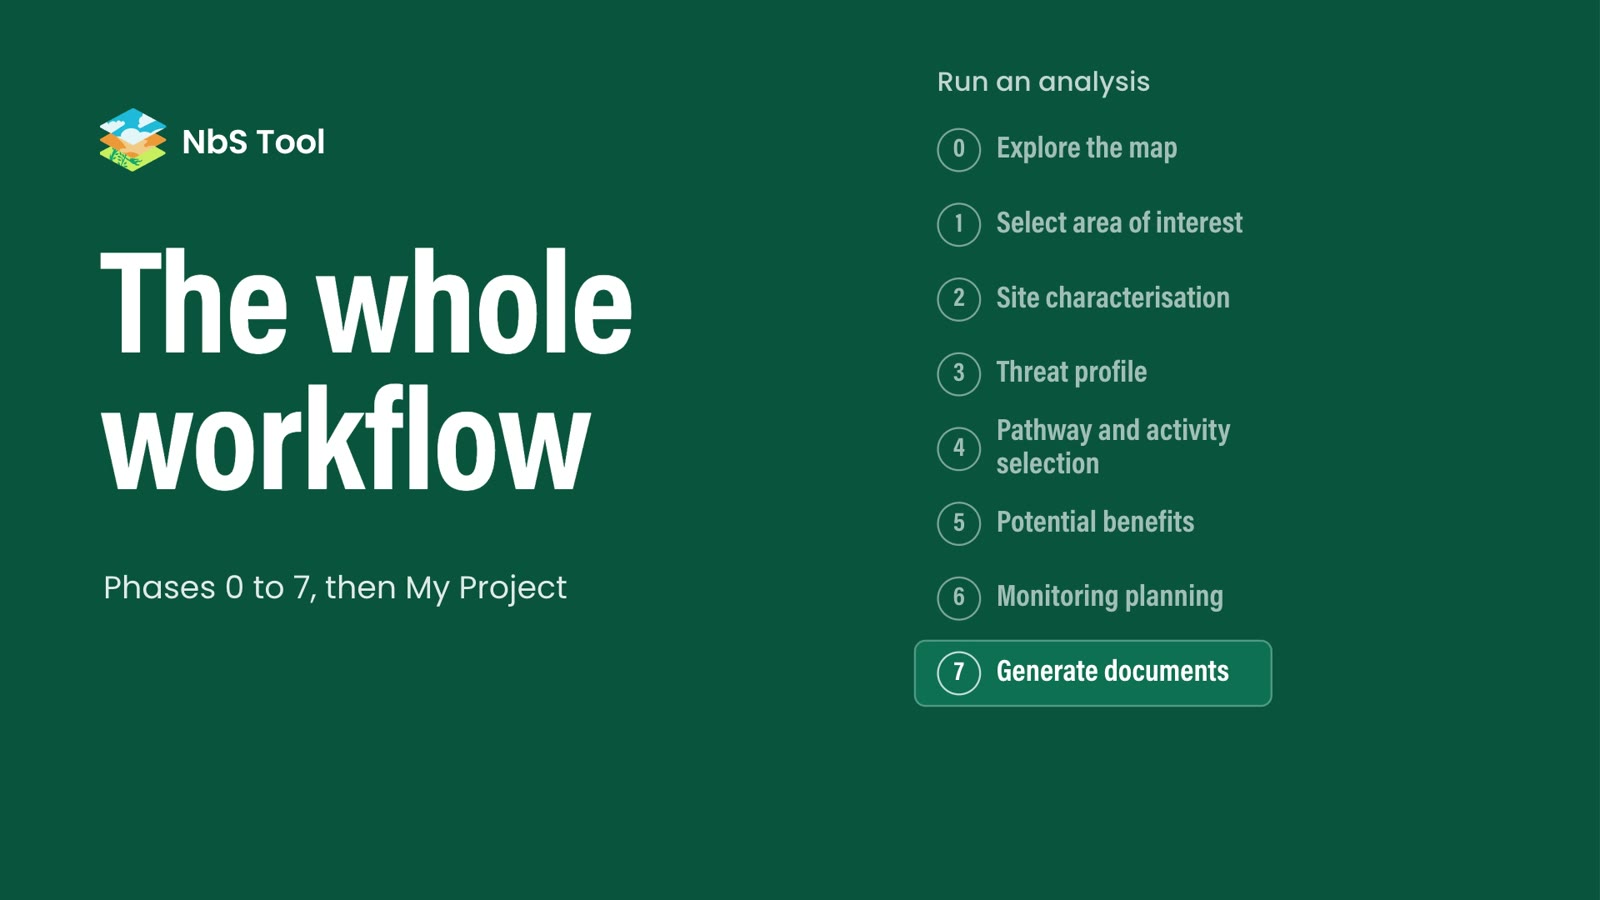 NbS Tool
The whole
workflow
Phases 0 to 7, then My Project
Run an analysis
0 Explore the map
1 Select area of interest
2 Site characterisation
3 Threat profile
4 Pathway and activity
selection
5 Potential benefits
6 Monitoring planning
7 Generate documents